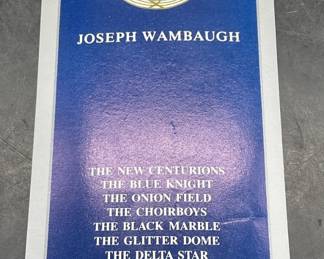 JOSEPH WAMBAUGH
THE NEW CENTURIONS
THE BLUE KNIGHT
THE ONION FIELD
THE CHOIRBOYS
THE BLACK MARBLE
THE GLITTER DOME
THE DELTA STAR